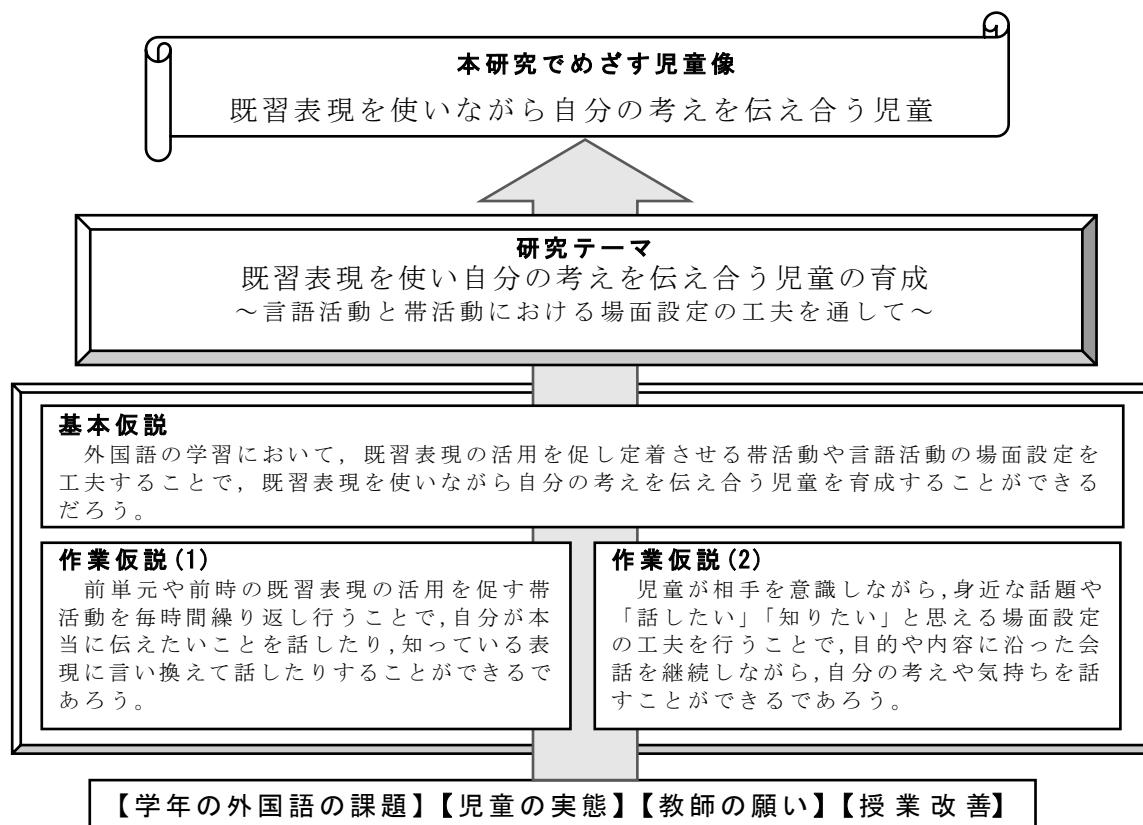 本研究でめざす児童像
既習表現を使いながら自分の考えを伝え合う児童
研究テーマ
既習表現を使い自分の考えを伝え合う児童の育成
～言語活動と帯活動における場面設定の工夫を通して～
基本仮説
外国語の学習において，既習表現の活用を促し定着させる帯活動や言語活動の場面設定を
工夫することで，既習表現を使いながら自分の考えを伝え合う児童を育成することができる
だろう。
作業仮説(1)
前単元や前時の既習表現の活用を促す帯
活動を毎時間繰り返し行うことで,自分が本
当に伝えたいことを話したり,知っている表
現に言い換えて話したりすることができるで
あろう。
作業仮説(2)
児童が相手を意識しながら,身近な話題や
「話したい」「知りたい」と思える場面設定
の工夫を行うことで,目的や内容に沿った会
話を継続しながら,自分の考えや気持ちを話
すことができるであろう。
【学年の外国語の課題】【児童の実態】【教師の願い】【授業改善】